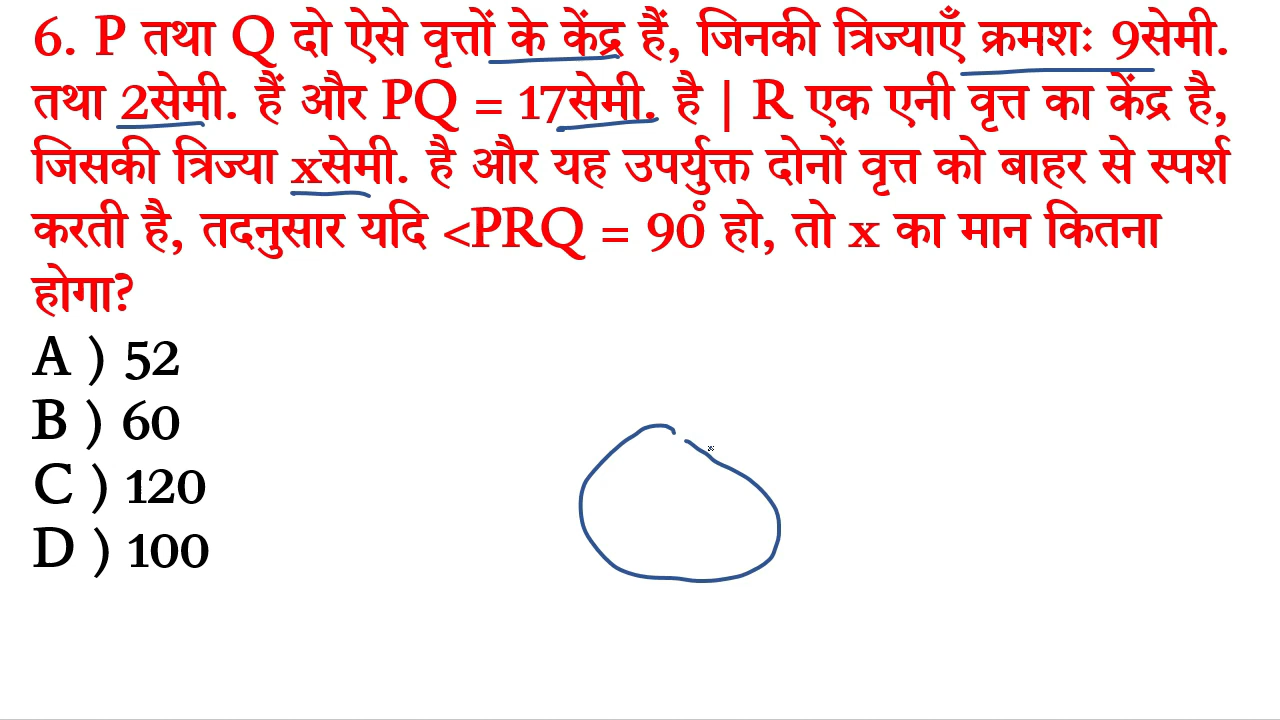 6. P तथा Q दो ऐसे वृत्तों के केंद्र हैं, जिनकी त्रिज्याएँ क्रमशः 9सेमी.
तथा 2सेमी. हैं और PQ = 17सेमी. है | R एक एनी वृत्त का केंद्र है,
जिसकी त्रिज्या xसेमी. है और यह उपर्युक्त दोनों वृत्त को बाहर से स्पर्श
करती है, तदनुसार यदि <PRQ = 90° हो, तो x का मान कितना
होगा?
A ) 52
B ) 60
C ) 120
D ) 100